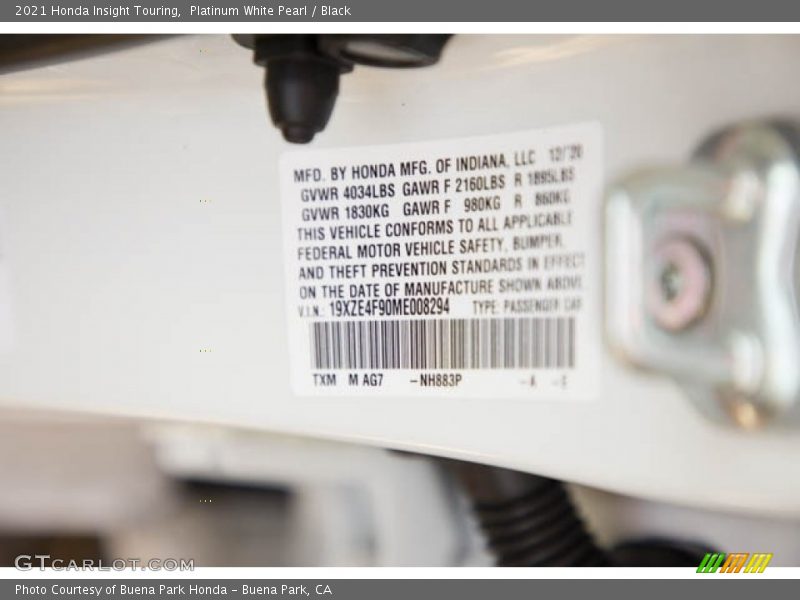 2021 Honda Insight Touring, Platinum White Pearl / Black
MFD. BY HONDA MFG. OF INDIANA, LLC 12/'20
GVWR 4034LBS GAWR F 2160LBS R 1895LBS
GVWR 1830KG GAWR F 980KG R 860KG
THIS VEHICLE CONFORMS TO ALL APPLICABLE
FEDERAL MOTOR VEHICLE SAFETY, BUMPER,
AND THEFT PREVENTION STANDARDS IN EFFECT
ON THE DATE OF MANUFACTURE SHOWN ABOVE.
V.I.N.: 19XZE4F90ME008294 TYPE: PASSENGER CAR
TXM M AG7 -NH883P -A
GTCARLOT.COM
Photo Courtesy of Buena Park Honda - Buena Park, CA